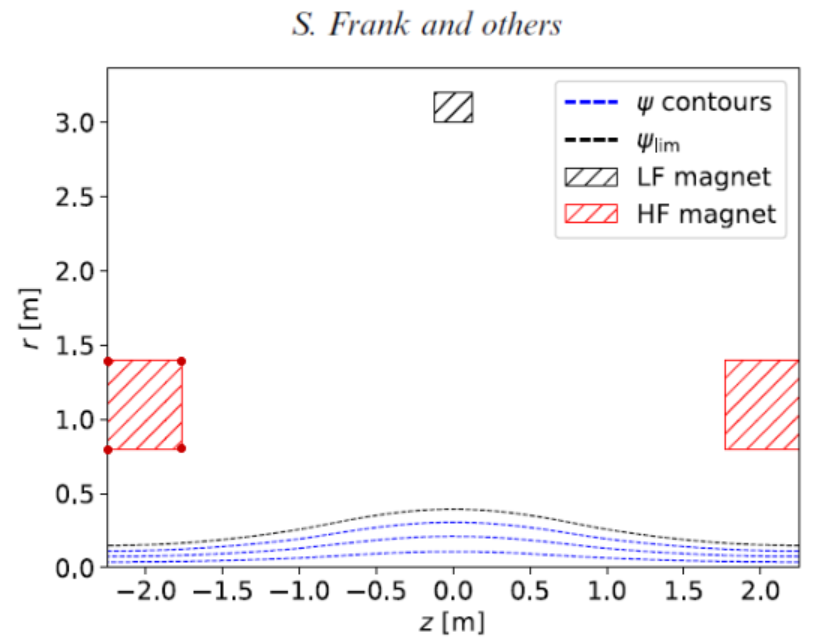 S. Frank and others
ψ contours
ψlim
LF magnet
HF magnet
3.0
2.5
2.0
1.5
1.0
0.5
0.0
r [m]
−2.0 −1.5 −1.0 −0.5 0.0 0.5 1.0 1.5 2.0
z [m]